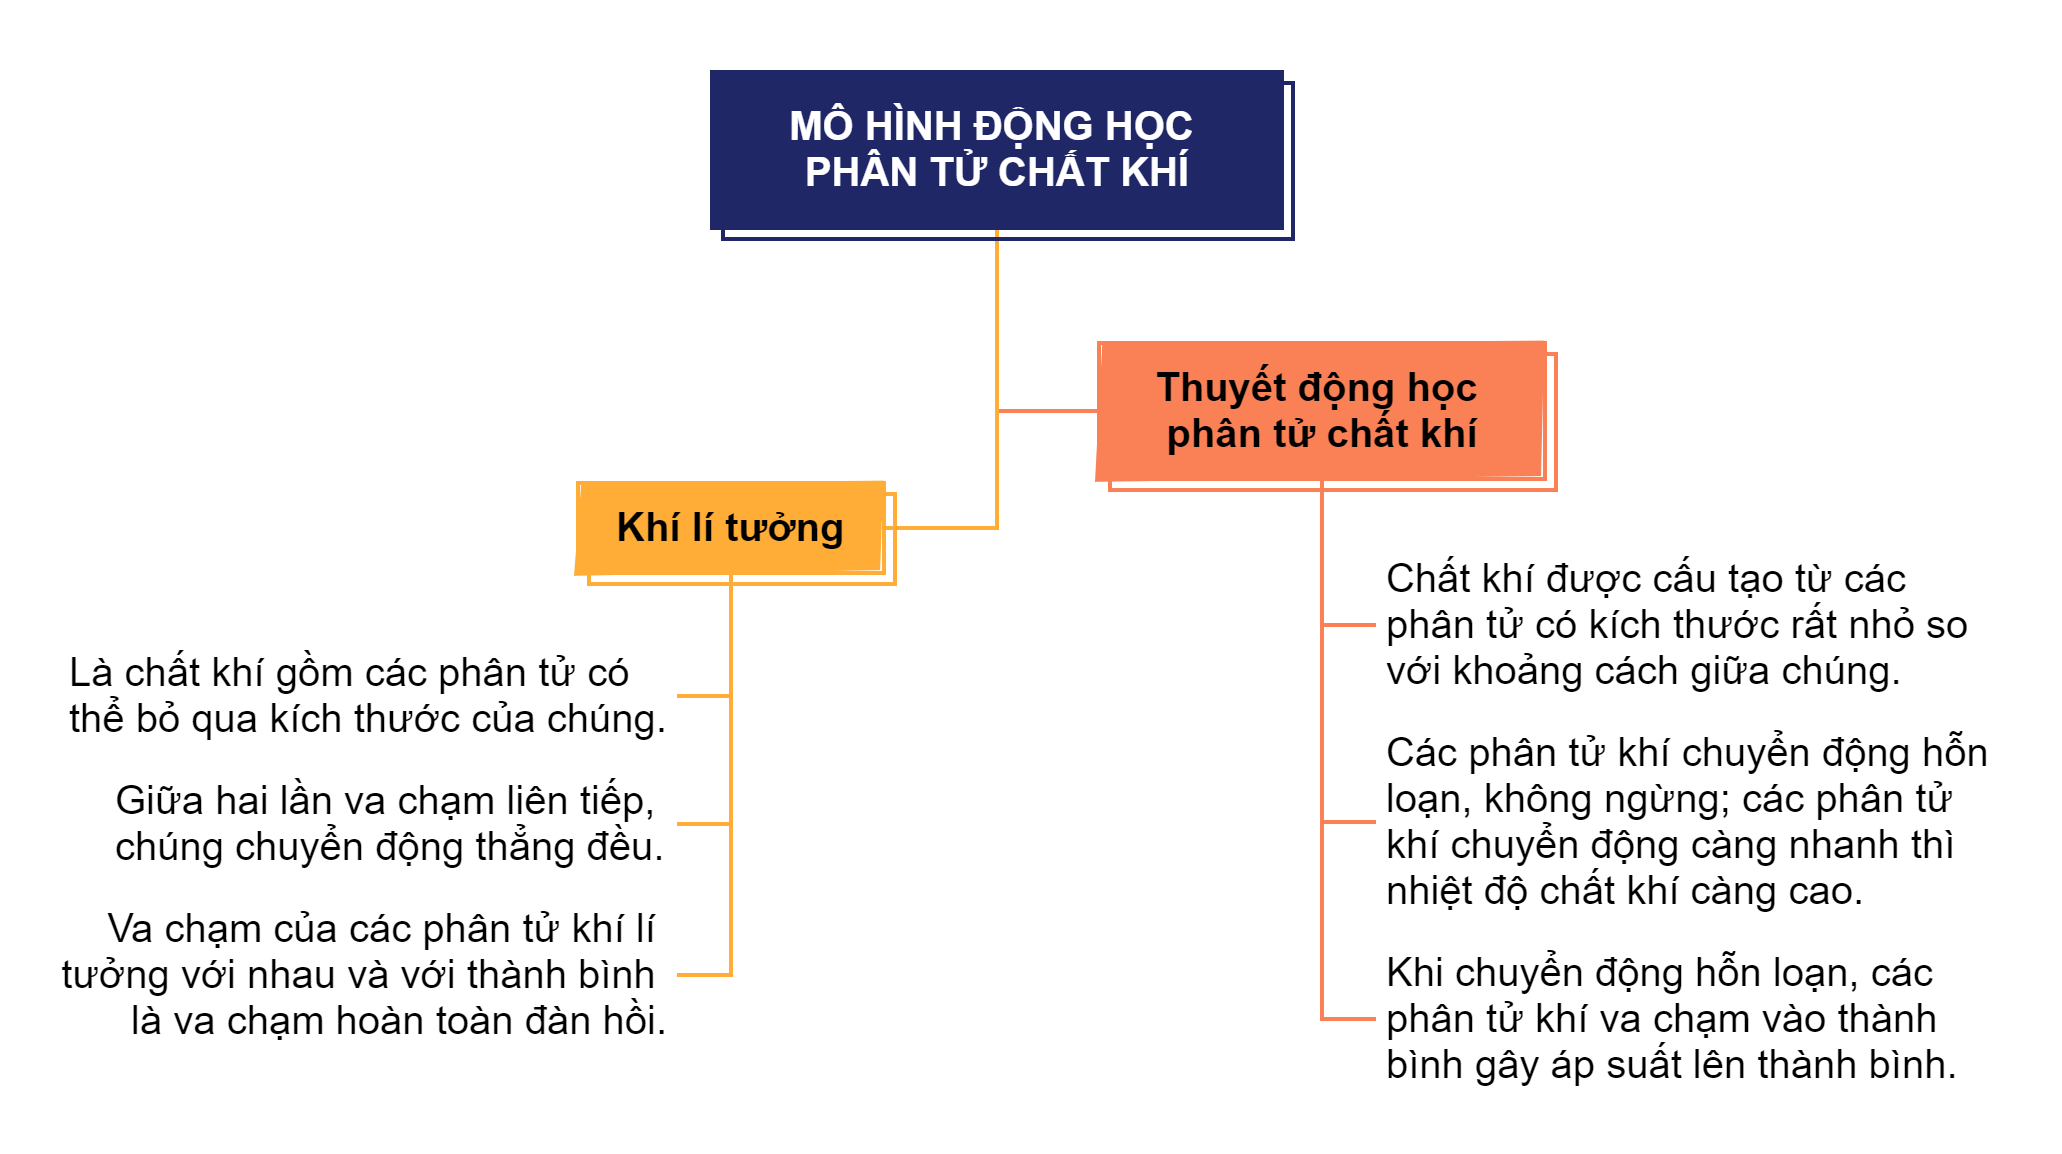 MÔ HÌNH ĐỘNG HỌC
PHÂN TỬ CHẤT KHÍ
Thuyết động học
phân tử chất khí
Chất khí được cấu tạo từ các
phân tử có kích thước rất nhỏ so
với khoảng cách giữa chúng.
Các phân tử khí chuyển động hỗn
loạn, không ngừng; các phân tử
khí chuyển động càng nhanh thì
nhiệt độ chất khí càng cao.
Khi chuyển động hỗn loạn, các
phân tử khí va chạm vào thành
bình gây áp suất lên thành bình.
Khí lí tưởng
Là chất khí gồm các phân tử có
thể bỏ qua kích thước của chúng.
Giữa hai lần va chạm liên tiếp,
chúng chuyển động thẳng đều.
Va chạm của các phân tử khí lí
tưởng với nhau và với thành bình
là va chạm hoàn toàn đàn hồi.